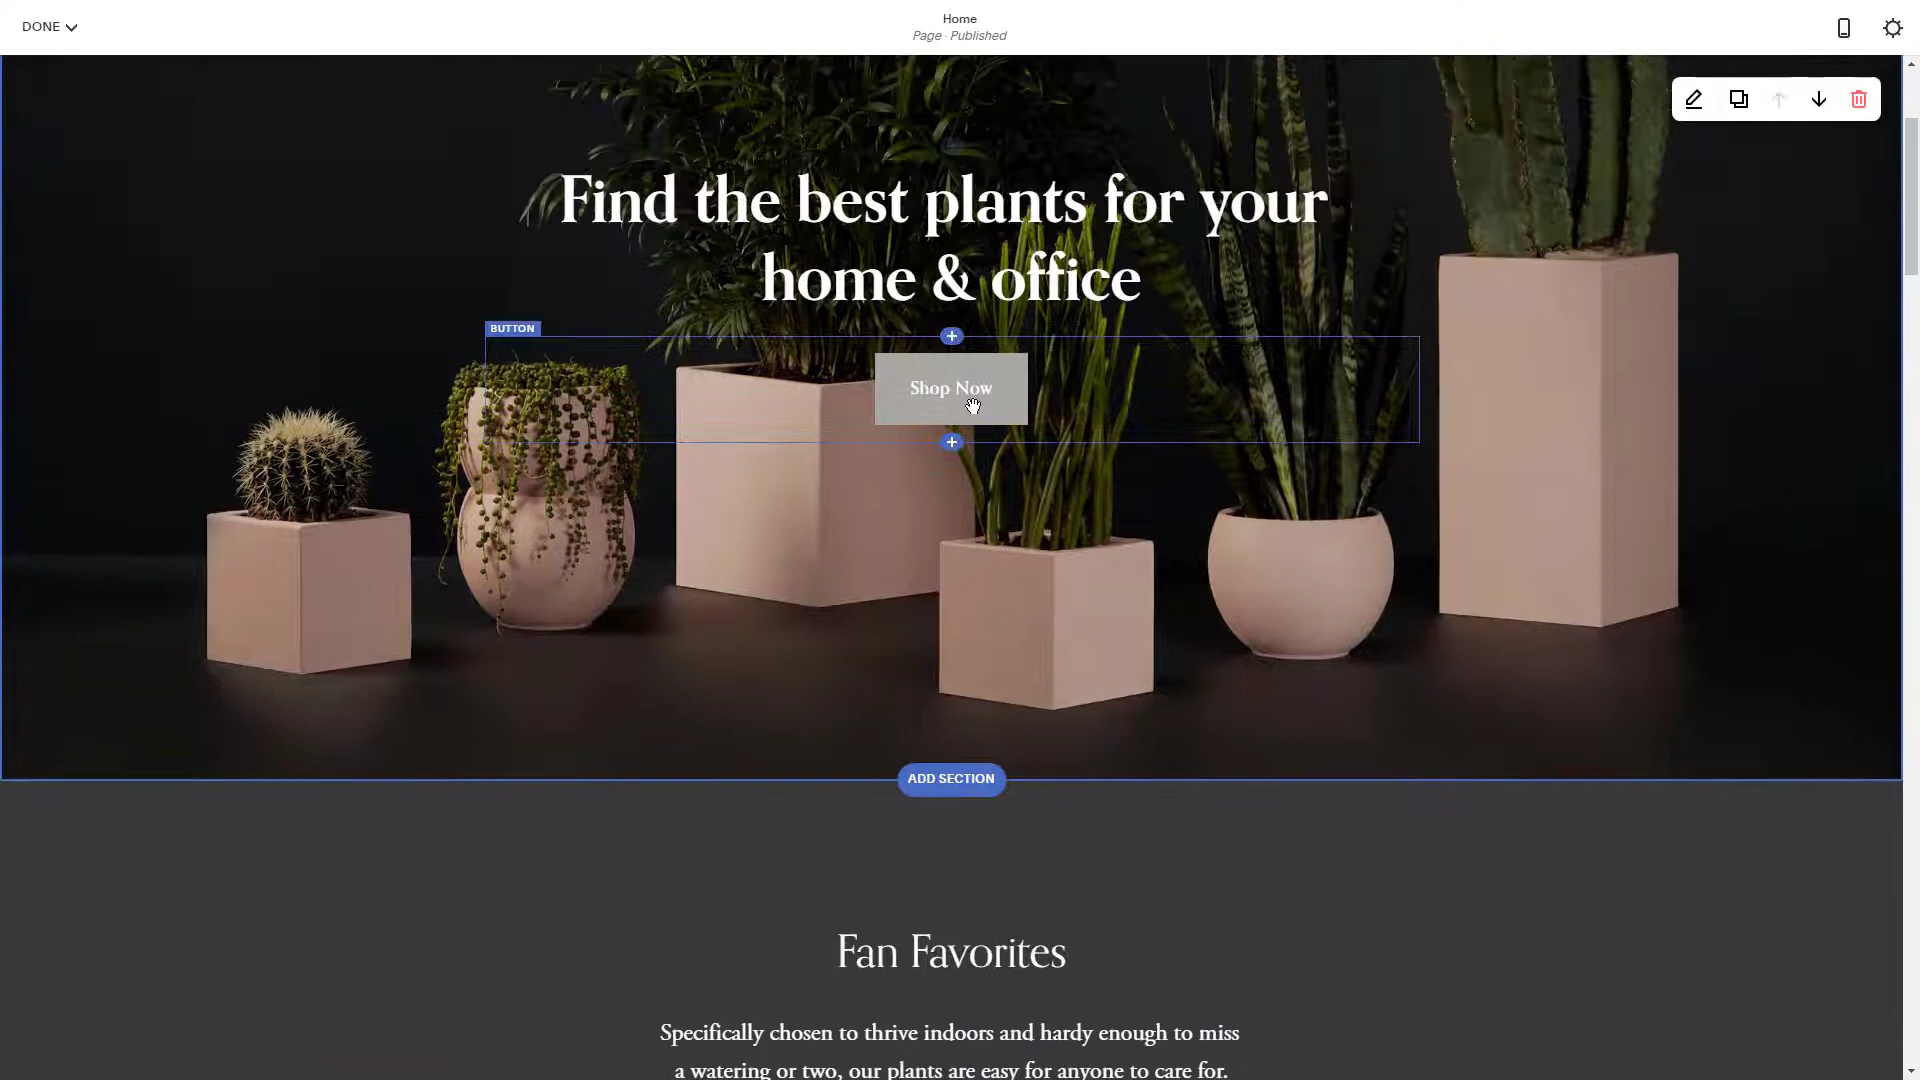 DONE
Home
Page · Published
Find the best plants for your
home & office
BUTTON
Shop Now
ADD SECTION
Fan Favorites
Specifically chosen to thrive indoors and hardy enough to miss
a watering or two, our plants are easy for anyone to care for.